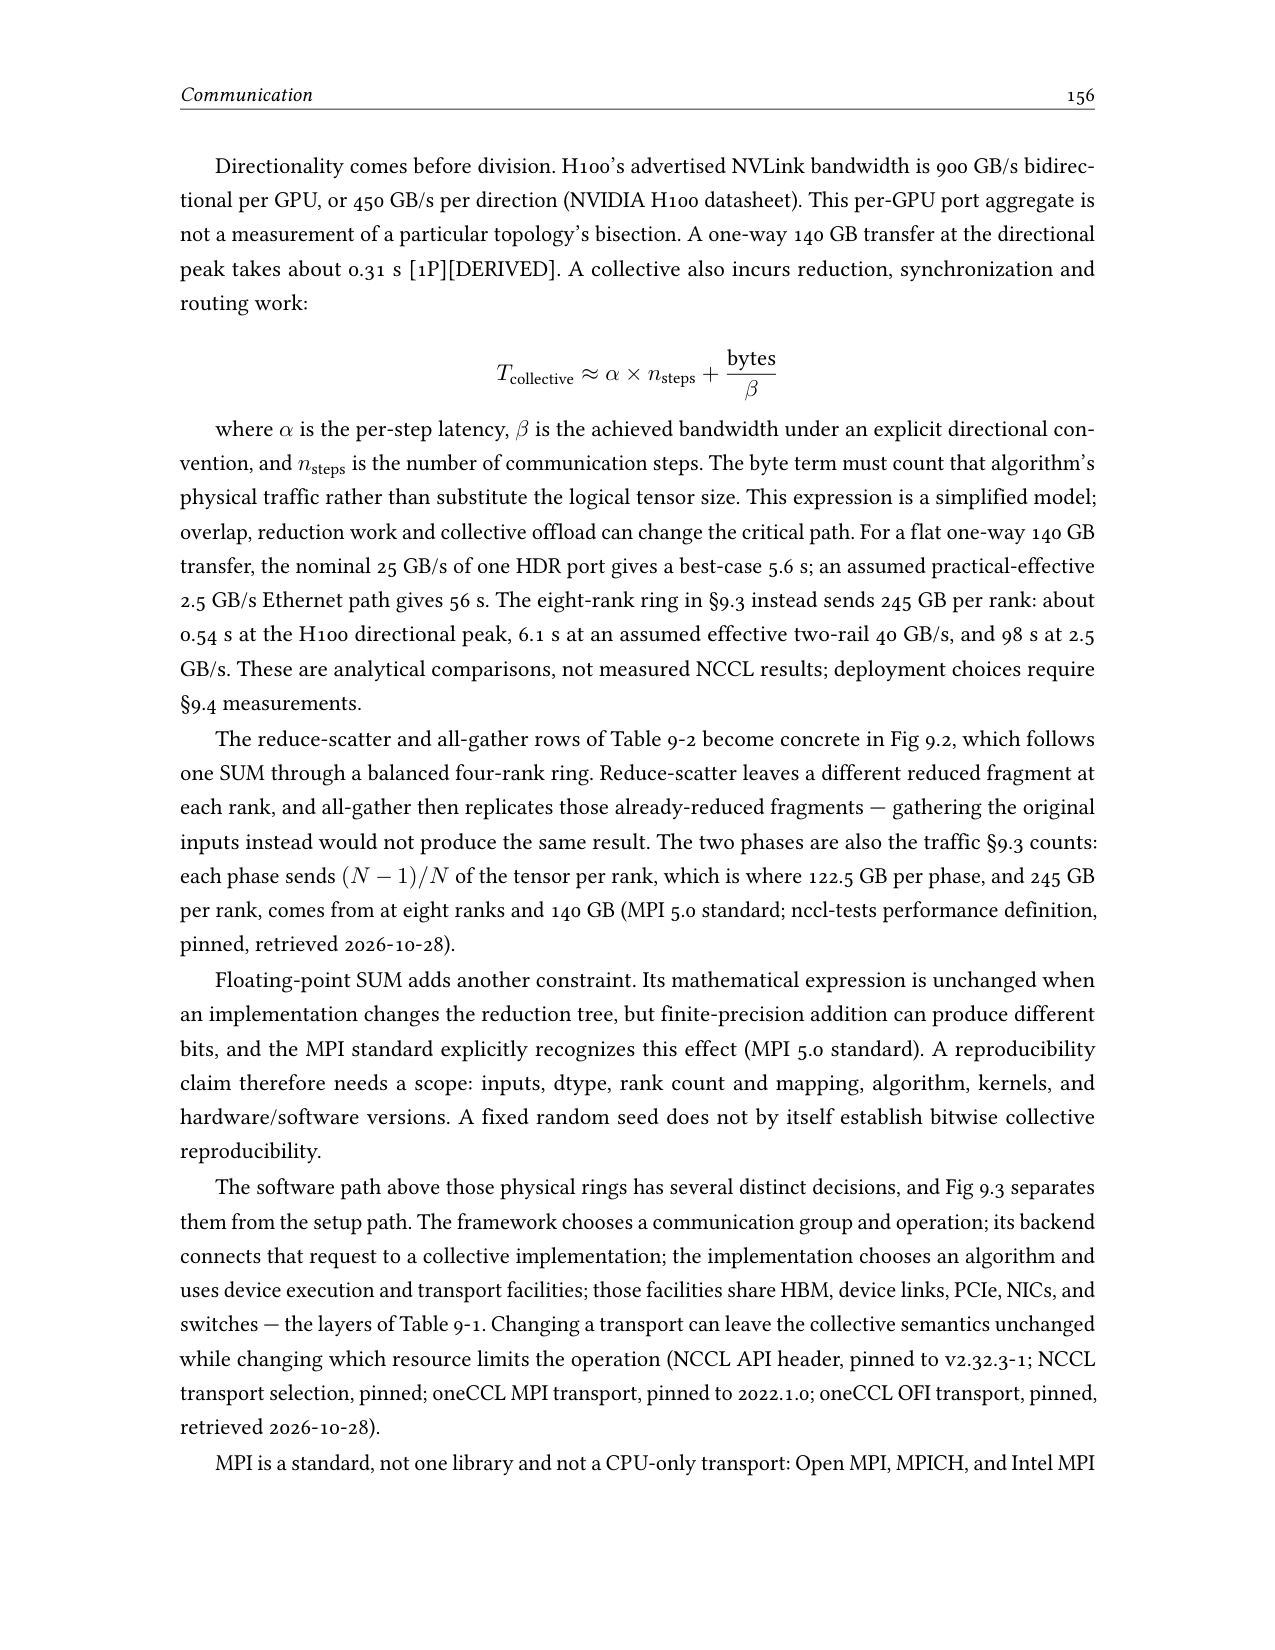 Communication 156
Directionality comes before division. H100’s advertised NVLink bandwidth is 900 GB/s bidirec-
tional per GPU, or 450 GB/s per direction (NVIDIA H100 datasheet). This per-GPU port aggregate is
not a measurement of a particular topology’s bisection. A one-way 140 GB transfer at the directional
peak takes about 0.31 s [1P][DERIVED]. A collective also incurs reduction, synchronization and
routing work:
T_collective ≈ α × n_steps + bytes/β
where α is the per-step latency, β is the achieved bandwidth under an explicit directional con-
vention, and n_steps is the number of communication steps. The byte term must count that algorithm’s
physical traffic rather than substitute the logical tensor size. This expression is a simplified model;
overlap, reduction work and collective offload can change the critical path. For a flat one-way 140 GB
transfer, the nominal 25 GB/s of one HDR port gives a best-case 5.6 s; an assumed practical-effective
2.5 GB/s Ethernet path gives 56 s. The eight-rank ring in §9.3 instead sends 245 GB per rank: about
0.54 s at the H100 directional peak, 6.1 s at an assumed effective two-rail 40 GB/s, and 98 s at 2.5
GB/s. These are analytical comparisons, not measured NCCL results; deployment choices require
§9.4 measurements.
The reduce-scatter and all-gather rows of Table 9-2 become concrete in Fig 9.2, which follows
one SUM through a balanced four-rank ring. Reduce-scatter leaves a different reduced fragment at
each rank, and all-gather then replicates those already-reduced fragments — gathering the original
inputs instead would not produce the same result. The two phases are also the traffic §9.3 counts:
each phase sends (N − 1)/N of the tensor per rank, which is where 122.5 GB per phase, and 245 GB
per rank, comes from at eight ranks and 140 GB (MPI 5.0 standard; nccl-tests performance definition,
pinned, retrieved 2026-10-28).
Floating-point SUM adds another constraint. Its mathematical expression is unchanged when
an implementation changes the reduction tree, but finite-precision addition can produce different
bits, and the MPI standard explicitly recognizes this effect (MPI 5.0 standard). A reproducibility
claim therefore needs a scope: inputs, dtype, rank count and mapping, algorithm, kernels, and
hardware/software versions. A fixed random seed does not by itself establish bitwise collective
reproducibility.
The software path above those physical rings has several distinct decisions, and Fig 9.3 separates
them from the setup path. The framework chooses a communication group and operation; its backend
connects that request to a collective implementation; the implementation chooses an algorithm and
uses device execution and transport facilities; those facilities share HBM, device links, PCIe, NICs, and
switches — the layers of Table 9-1. Changing a transport can leave the collective semantics unchanged
while changing which resource limits the operation (NCCL API header, pinned to v2.32.3-1; NCCL
transport selection, pinned; oneCCL MPI transport, pinned to 2022.1.0; oneCCL OFI transport, pinned,
retrieved 2026-10-28).
MPI is a standard, not one library and not a CPU-only transport: Open MPI, MPICH, and Intel MPI